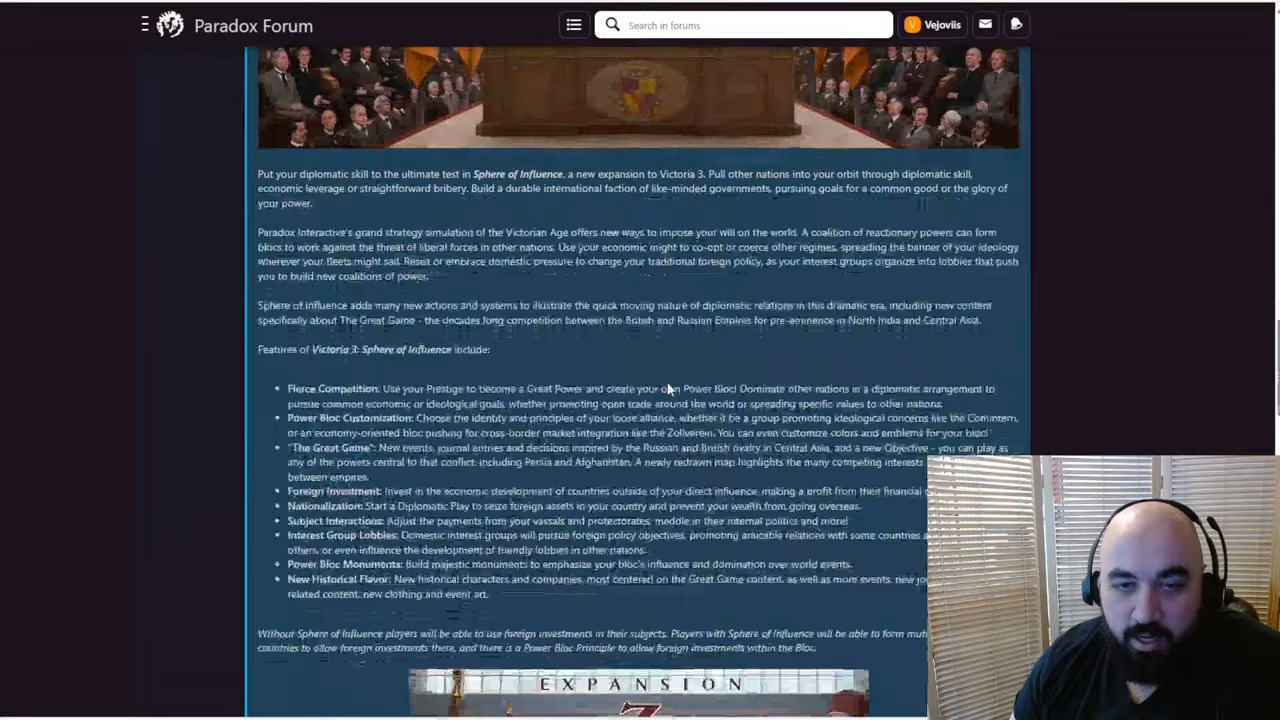 Paradox Forum
Search in forums
V Vejoviis
Put your diplomatic skill to the ultimate test in Sphere of Influence, a new expansion to Victoria 3. Pull other nations into your orbit through diplomatic skill,
economic leverage or straightforward bribery. Build a durable international faction of like-minded governments, pursuing goals for a common good or the glory of
your power.
Paradox Interactive's grand strategy simulation of the Victorian Age offers new ways to impose your will on the world. A coalition of reactionary powers can form
blocs to work against the threat of liberal forces in other nations. Use your economic might to co-opt or coerce other regimes, spreading the banner of your ideology
wherever your fleets might sail. Resist or embrace domestic pressure to change your traditional foreign policy, as your interest groups organize into lobbies that push
you to build new coalitions of power.
Sphere of Influence adds many new actions and systems to illustrate the quick moving nature of diplomatic relations in this dramatic era, including new content
specifically about The Great Game - the decades long competition between the British and Russian Empires for pre-eminence in North India and Central Asia.
Features of Victoria 3: Sphere of Influence include:
• Fierce Competition: Use your Prestige to become a Great Power and create your own Power Bloc! Dominate other nations in a diplomatic arrangement to
pursue common economic or ideological goals, whether promoting open trade around the world or spreading specific values to other nations.
• Power Bloc Customization: Choose the identity and principles of your loose alliance, whether it be a group promoting ideological concerns like the Comintern,
or an economy-oriented bloc pushing for cross-border market integration like the Zollverein. You can even customize colors and emblems for your bloc!
• "The Great Game": New events, journal entries and decisions inspired by the Russian and British rivalry in Central Asia, and a new Objective - you can play as
any of the powers central to that conflict including Persia and Afghanistan. A newly redrawn map highlights the many competing interests
between empires.
• Foreign Investment: Invest in the economic development of countries outside of your direct influence, making a profit from their financial
• Nationalization: Start a Diplomatic Play to seize foreign assets in your country and prevent your wealth from going overseas.
• Subject Interactions: Adjust the payments from your vassals and protectorates, meddle in their internal politics and more!
• Interest Group Lobbies: Domestic interest groups will pursue foreign policy objectives, promoting amicable relations with some countries
others, or even influence the development of friendly lobbies in other nations.
• Power Bloc Monuments: Build majestic monuments to emphasize your bloc's influence and domination over world events.
• New Historical Flavor: New historical characters and companies, most centered on the Great Game content, as well as more events, new
related content, new clothing and event art.
Without Sphere of Influence players will be able to use foreign investments in their subjects. Players with Sphere of Influence will be able to form
countries to allow foreign investments there, and there is a Power Bloc Principle to allow foreign investments within the Bloc.
EXPANSION